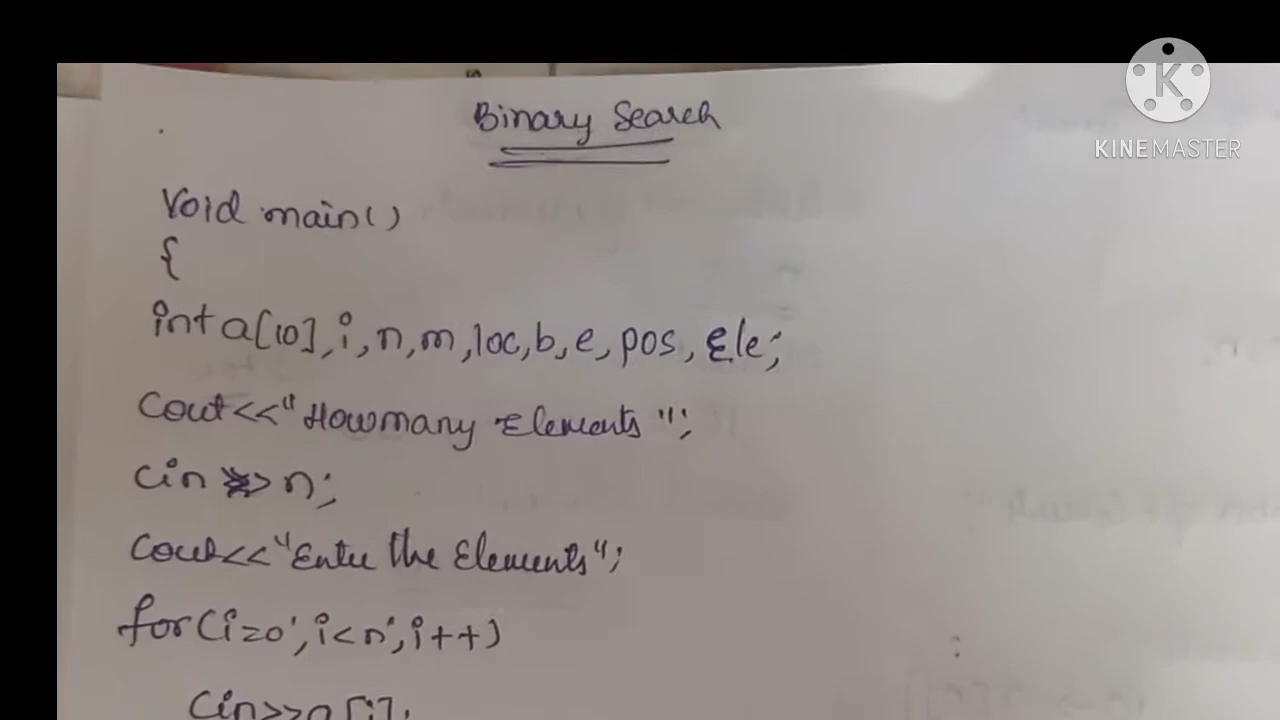 Binary Search
KINEMASTER
void main()
{
int a[10], i, n, m, loc, b, e, pos, Ele;
Cout<<"Howmany Elements";
Cin >> n;
Cout<<"Enter the Elements";
for(i=0; i<n; i++)
Cin>>a[i];